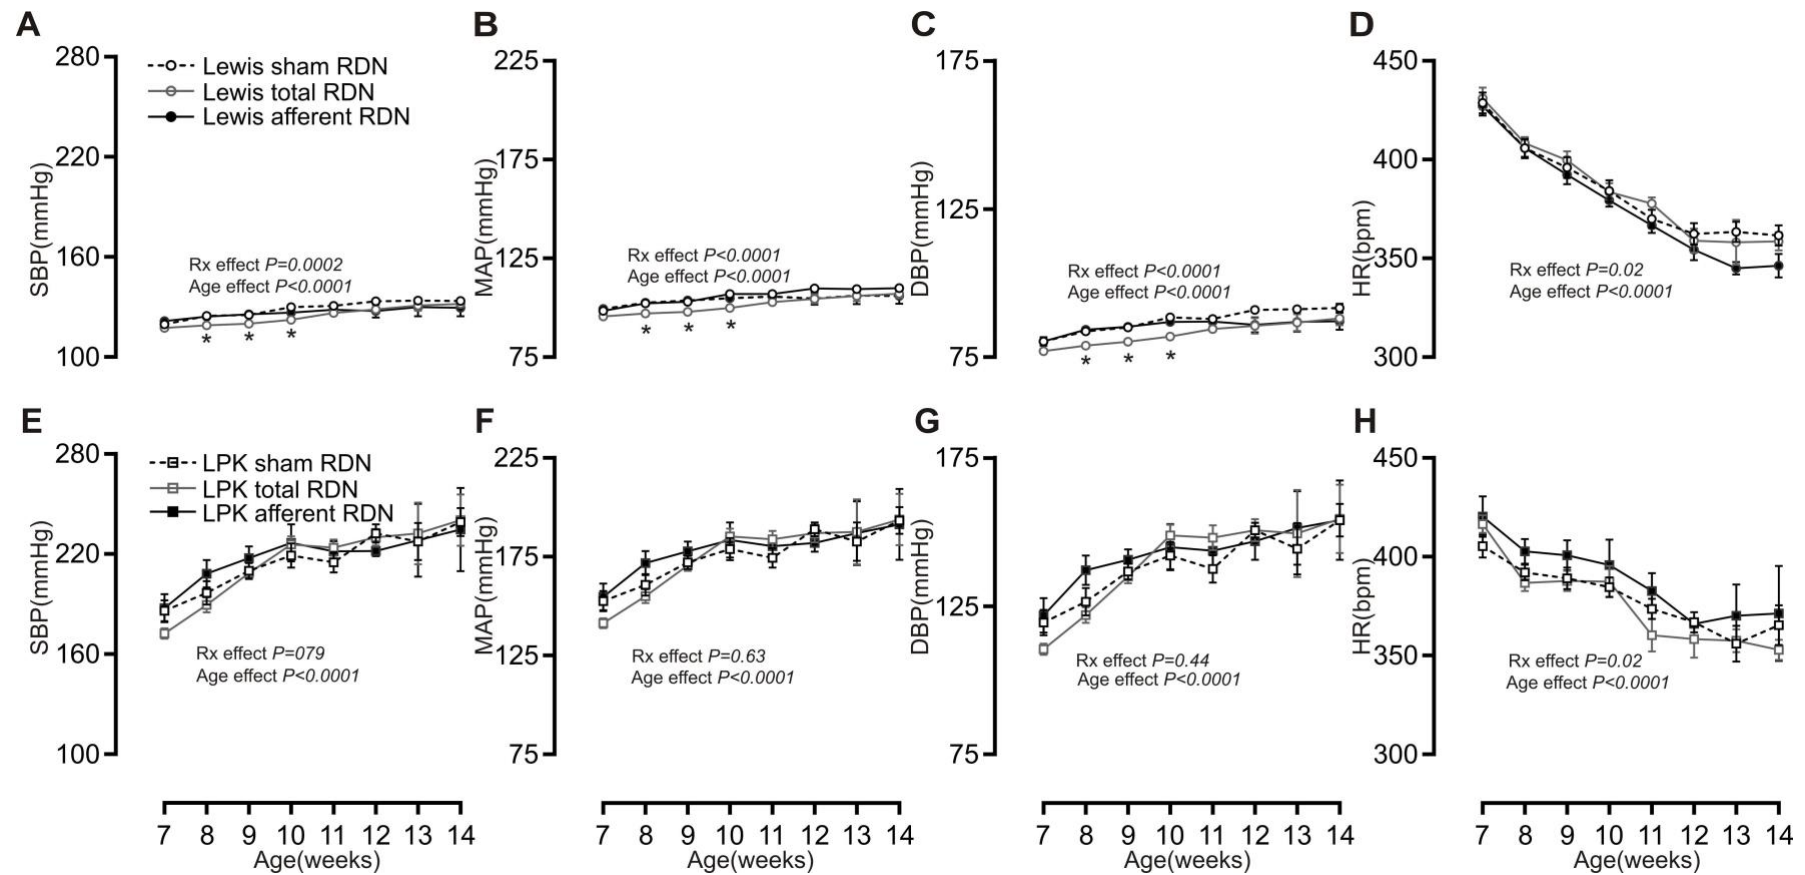 A
280
220
160
100
SBP(mmHg)
Lewis sham RDN
Lewis total RDN
Lewis afferent RDN
Rx effect P=0.0002
Age effect P<0.0001
*
*
*
B
225
175
125
75
MAP(mmHg)
Rx effect P<0.0001
Age effect P<0.0001
*
*
*
C
175
125
75
DBP(mmHg)
Rx effect P<0.0001
Age effect P<0.0001
*
*
*
D
450
400
350
300
HR(bpm)
Rx effect P=0.02
Age effect P<0.0001
E
280
220
160
100
SBP(mmHg)
LPK sham RDN
LPK total RDN
LPK afferent RDN
Rx effect P=079
Age effect P<0.0001
7 8 9 10 11 12 13 14
Age(weeks)
F
225
175
125
75
MAP(mmHg)
Rx effect P=0.63
Age effect P<0.0001
7 8 9 10 11 12 13 14
Age(weeks)
G
175
125
75
DBP(mmHg)
Rx effect P=0.44
Age effect P<0.0001
7 8 9 10 11 12 13 14
Age(weeks)
H
450
400
350
300
HR(bpm)
Rx effect P=0.02
Age effect P<0.0001
7 8 9 10 11 12 13 14
Age(weeks)